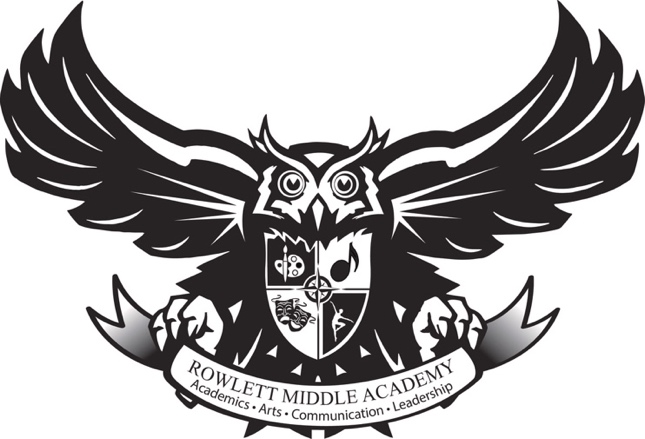 ROWLETT MIDDLE ACADEMY
Academics • Arts • Communication • Leadership